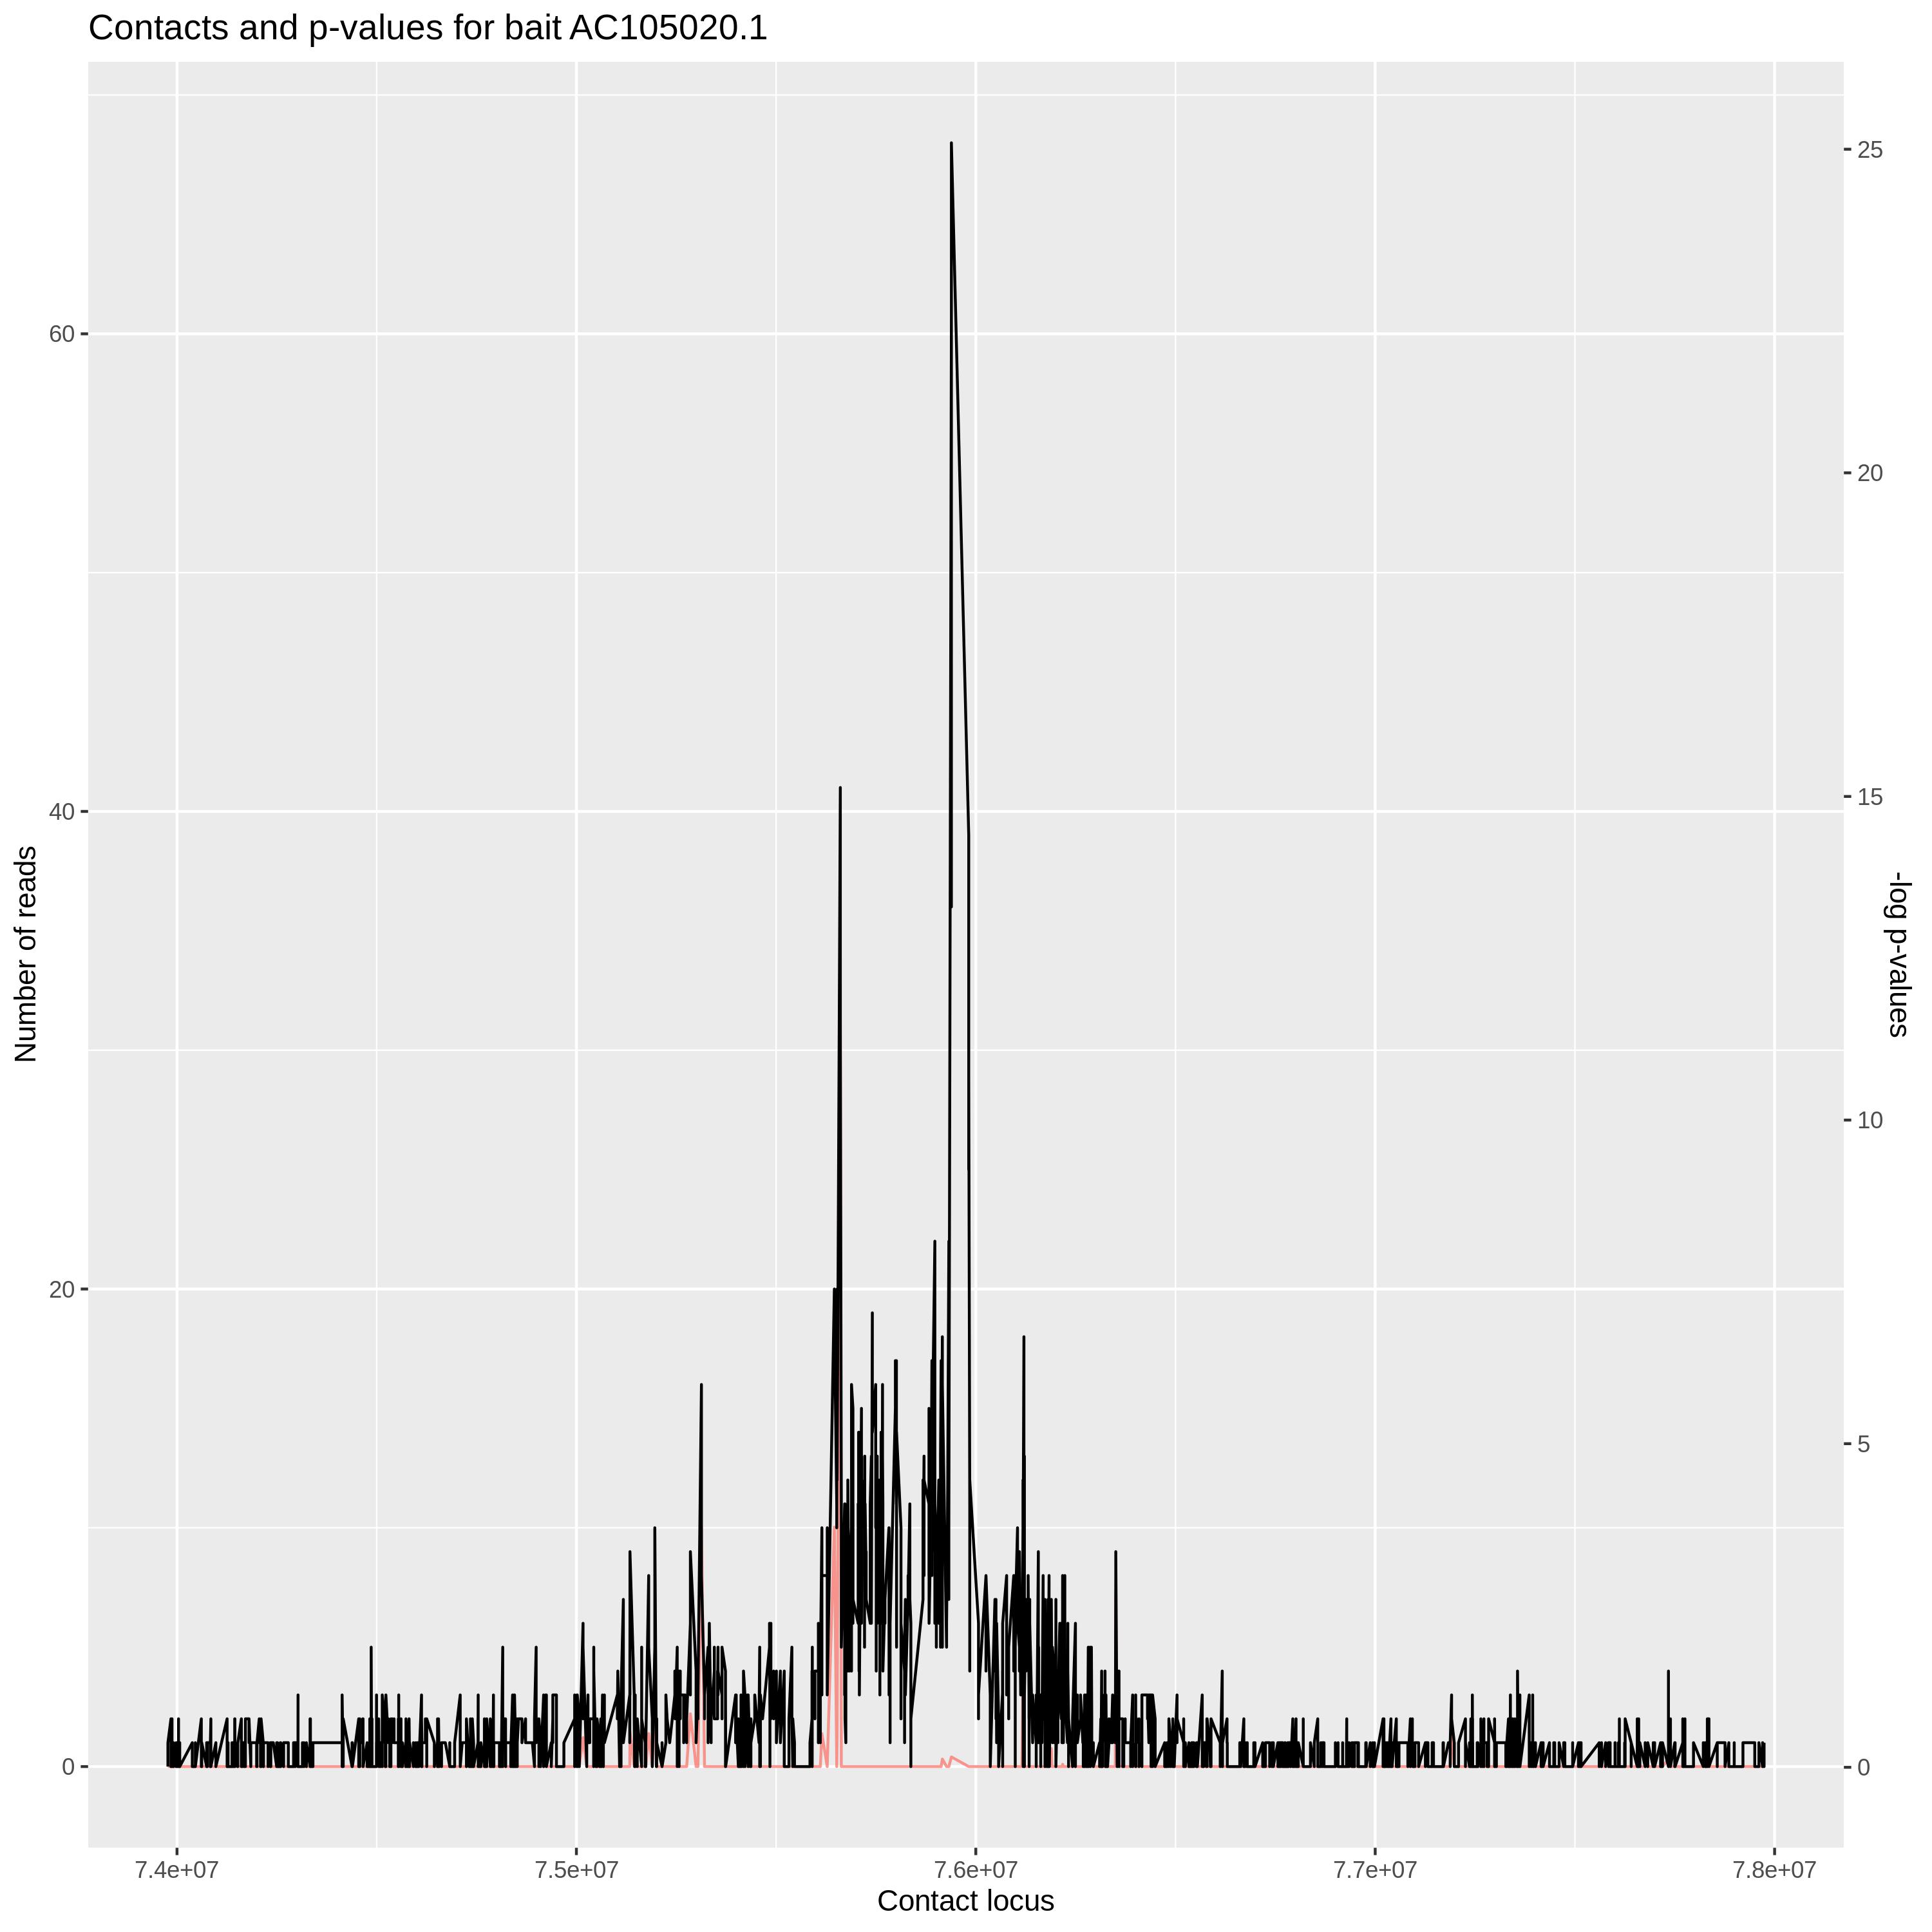 Contacts and p-values for bait AC105020.1
60
40
20
0
Number of reads
25
20
15
10
5
0
-log p-values
7.4e+07 7.5e+07 7.6e+07 7.7e+07 7.8e+07
Contact locus